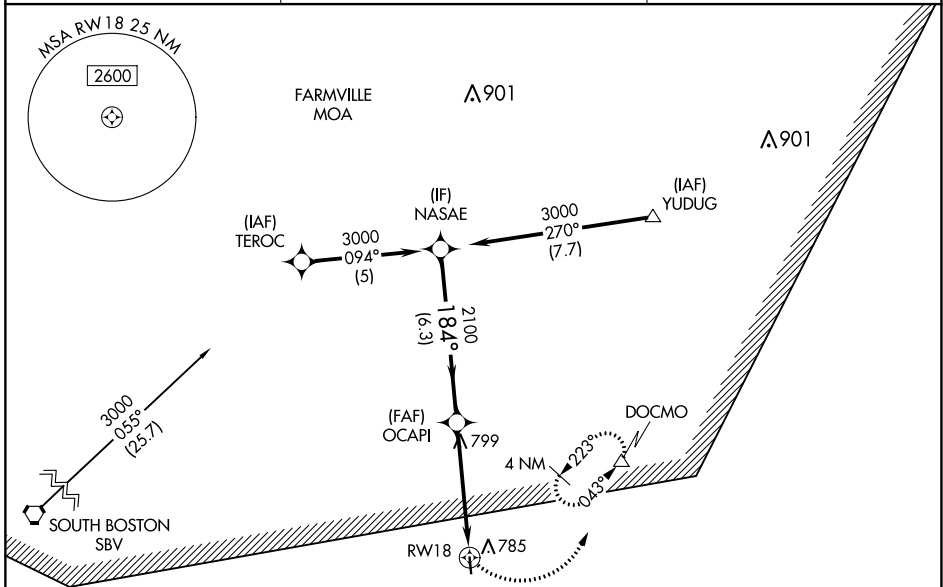 MSA RW18 25 NM
2600
FARMVILLE
MOA
901
901
(IAF)
TEROC
3000
094°
(5)
(IF)
NASAE
3000
270°
(7.7)
(IAF)
YUDUG
2100
184°
(6.3)
(FAF)
OCAPI
799
3000
055°
(25.7)
SOUTH BOSTON
SBV
DOCMO
4 NM
223°
043°
RW18
785